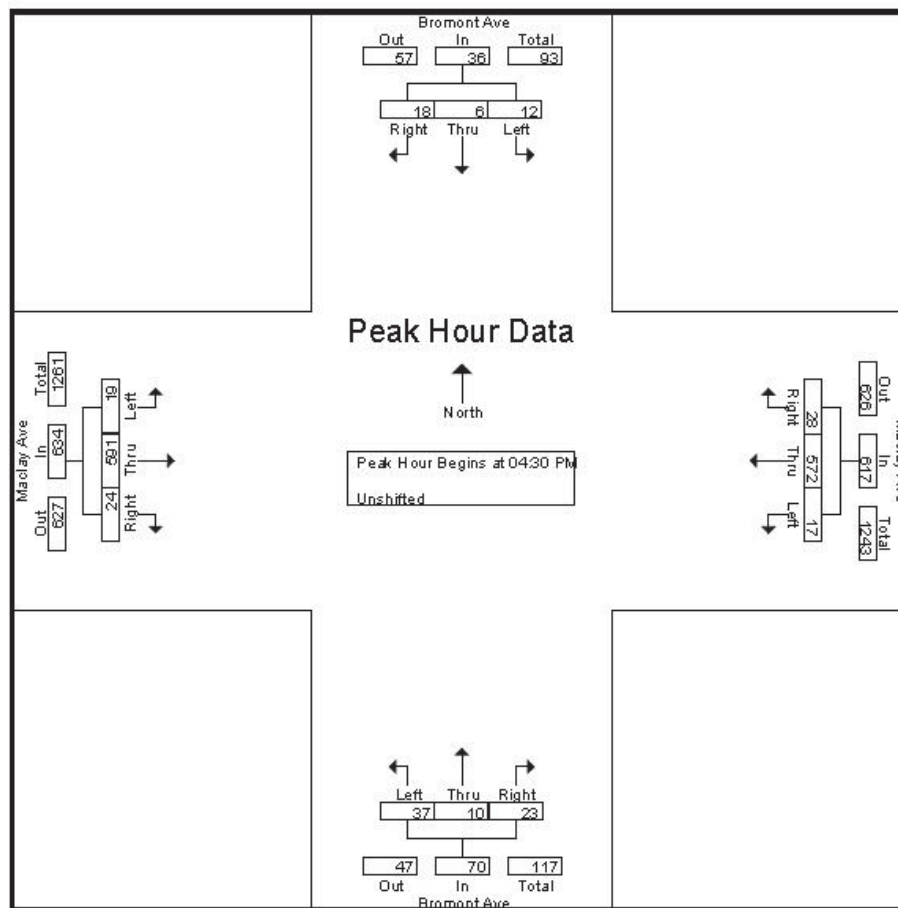 Bromont Ave
Out In Total
57 36 93
18 6 12
Right Thru Left
Peak Hour Data
North
Peak Hour Begins at 04:30 PM
Unshifted
Maclay Ave
Total In Out
1261 634 627
19 591 24
Left Thru Right
Right Thru Left
28 572 17
626 617 1243
Out In Total
Maclay Ave
Left Thru Right
37 10 23
47 70 117
Out In Total
Bromont Ave